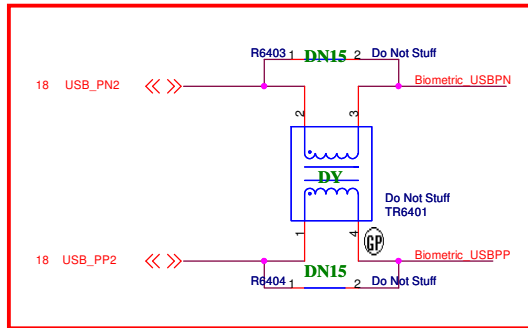 R6403 1 DN15 2 Do Not Stuff
18 USB_PN2 Biometric_USBPN
2 3
DY
Do Not Stuff
TR6401
1 4 GP
18 USB_PP2 Biometric_USBPP
DN15
R6404 1 2 Do Not Stuff